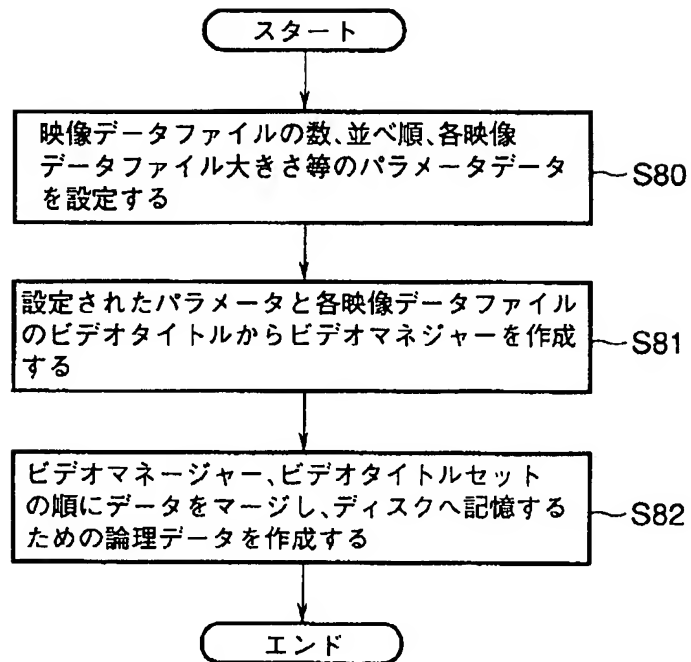 スタート
映像データファイルの数、並べ順、各映像
データファイル大きさ等のパラメータデータ
を設定する
S80
設定されたパラメータと各映像データファイル
のビデオタイトルからビデオマネジャーを作成
する
S81
ビデオマネージャー、ビデオタイトルセット
の順にデータをマージし、ディスクへ記憶する
ための論理データを作成する
S82
エンド